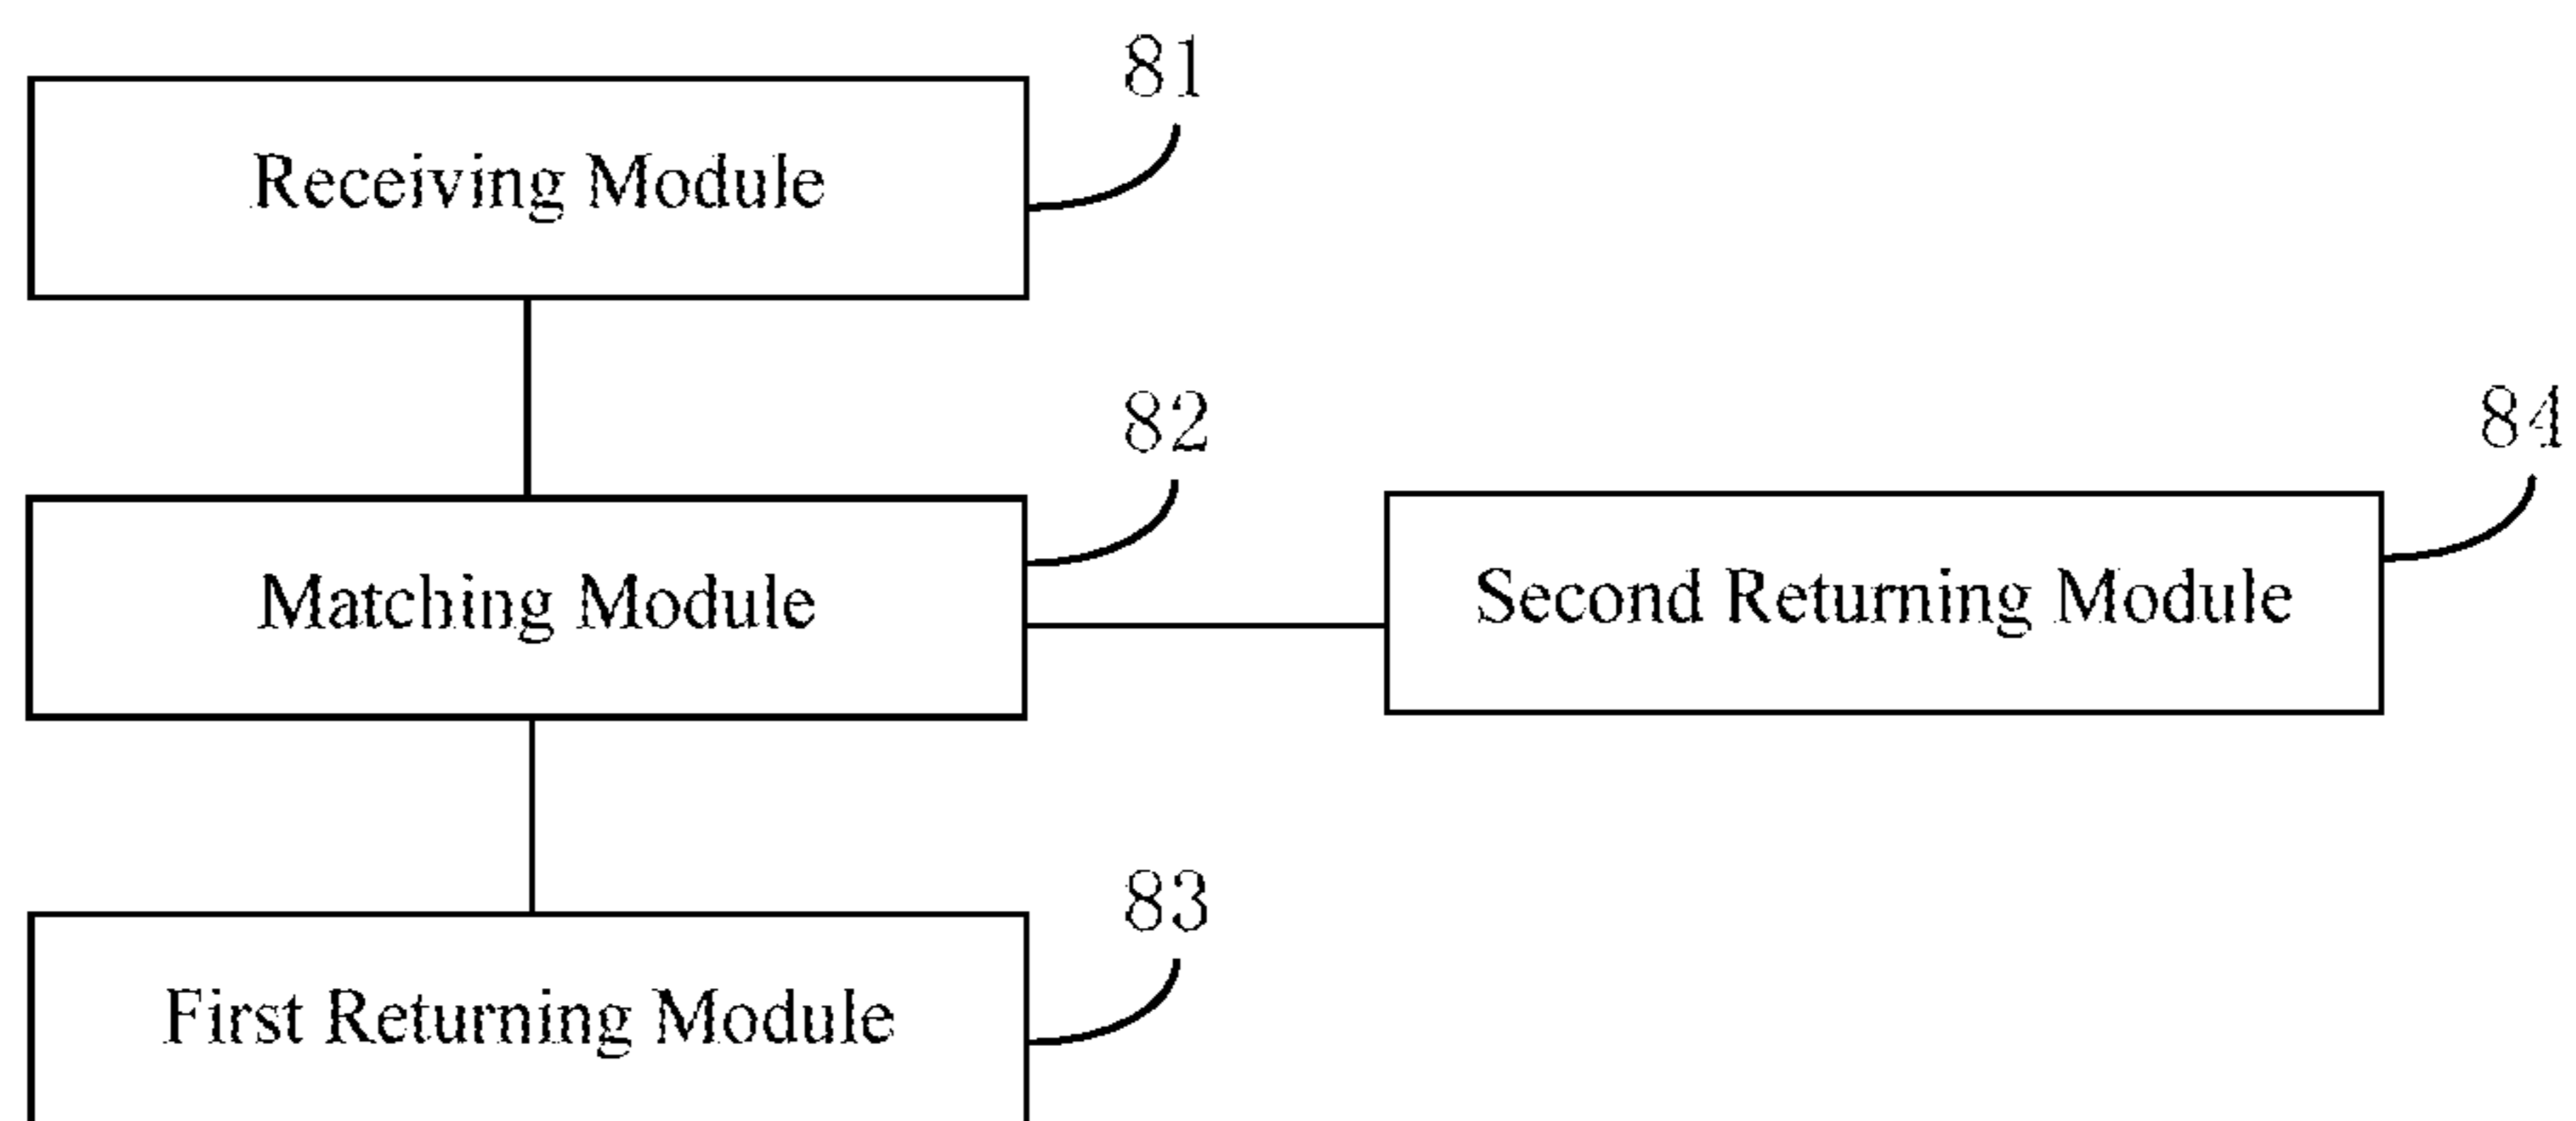 81
Receiving Module
82
84
Matching Module
Second Returning Module
83
First Returning Module